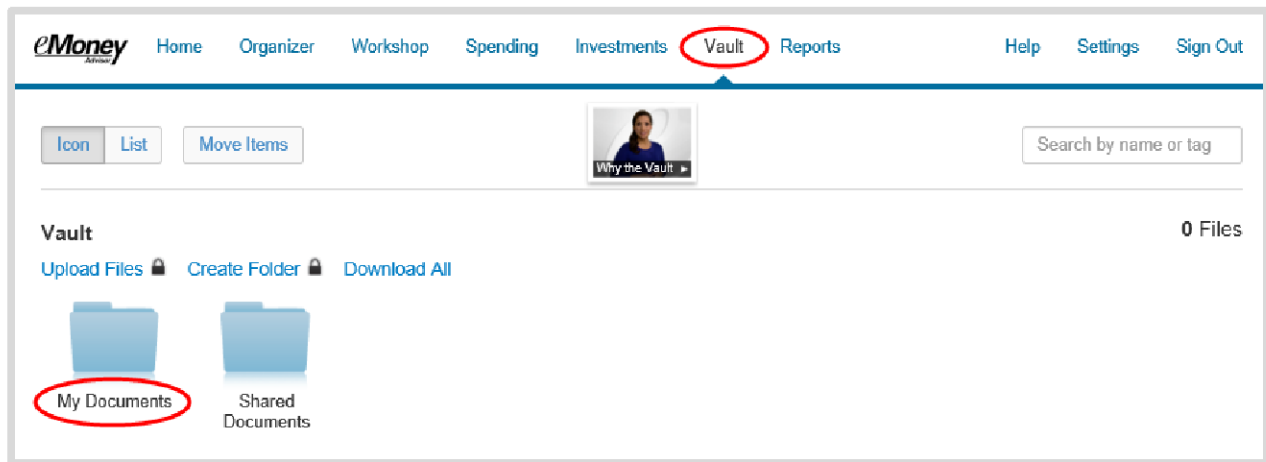 eMoney Advisor Home Organizer Workshop Spending Investments Vault Reports Help Settings Sign Out
Icon List Move Items Search by name or tag
Why the Vault
Vault 0 Files
Upload Files Create Folder Download All
My Documents Shared
Documents